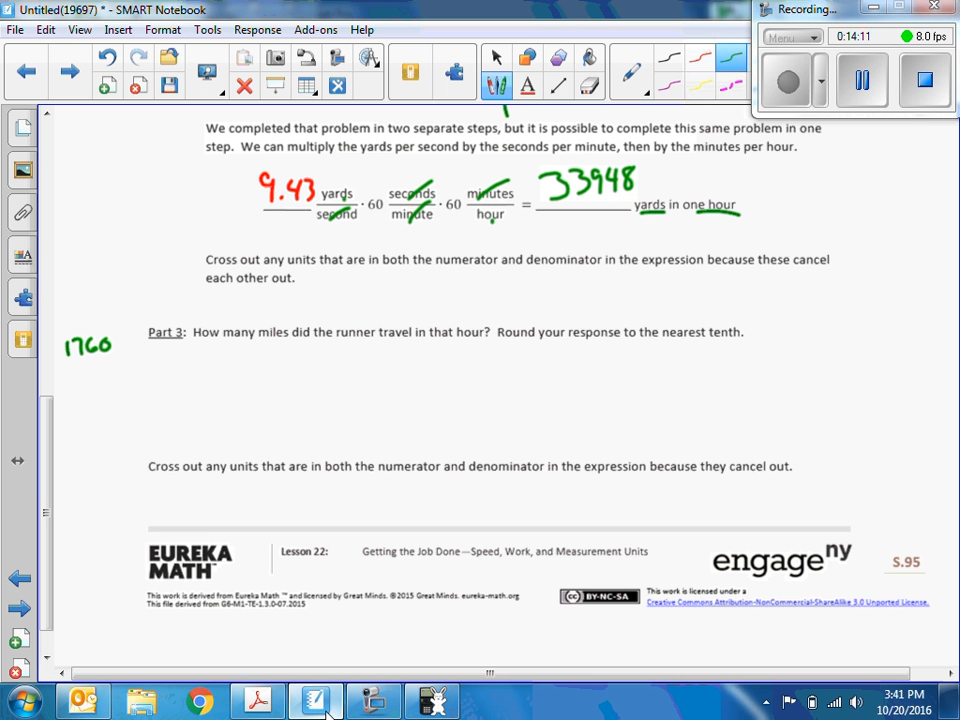 Untitled(19697) * - SMART Notebook
File Edit View Insert Format Tools Response Add-ons Help
Recording...
Menu 0:14:11 8.0 fps
We completed that problem in two separate steps, but it is possible to complete this same problem in one
step. We can multiply the yards per second by the seconds per minute, then by the minutes per hour.
9.43 yards/second · 60 seconds/minute · 60 minutes/hour = 33948 yards in one hour
Cross out any units that are in both the numerator and denominator in the expression because these cancel
each other out.
Part 3: How many miles did the runner travel in that hour? Round your response to the nearest tenth.
1760
Cross out any units that are in both the numerator and denominator in the expression because they cancel out.
EUREKA
MATH™
Lesson 22: Getting the Job Done—Speed, Work, and Measurement Units
engage ny
S.95
This work is derived from Eureka Math ™ and licensed by Great Minds. ©2015 Great Minds. eureka-math.org
This file derived from G6-M1-TE-1.3.0-07.2015
(cc) BY-NC-SA
This work is licensed under a
Creative Commons Attribution-NonCommercial-ShareAlike 3.0 Unported License.
3:41 PM
10/20/2016